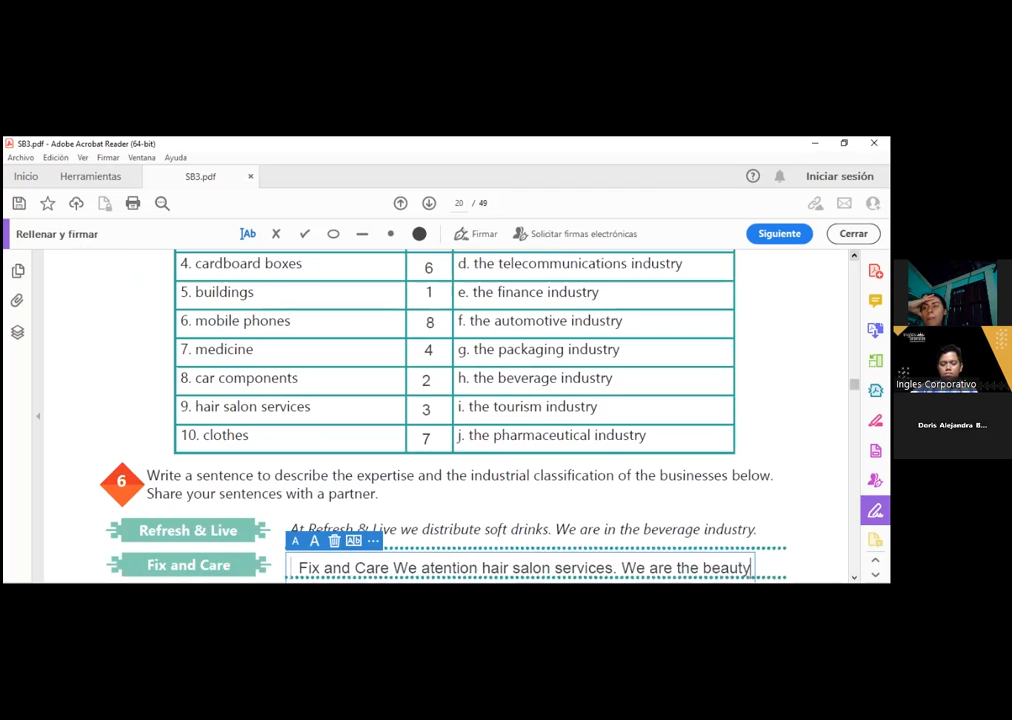 SB3.pdf - Adobe Acrobat Reader (64-bit)
Archivo Edición Ver Firmar Ventana Ayuda
Inicio Herramientas SB3.pdf Iniciar sesión
20 / 49
Rellenar y firmar Ab Firmar Solicitar firmas electrónicas Siguiente Cerrar
4. cardboard boxes 6 d. the telecommunications industry
5. buildings 1 e. the finance industry
6. mobile phones 8 f. the automotive industry
7. medicine 4 g. the packaging industry
8. car components 2 h. the beverage industry
9. hair salon services 3 i. the tourism industry
10. clothes 7 j. the pharmaceutical industry
6 Write a sentence to describe the expertise and the industrial classification of the businesses below.
Share your sentences with a partner.
Refresh & Live At Refresh & Live we distribute soft drinks. We are in the beverage industry.
A A Ab
Fix and Care Fix and Care We atention hair salon services. We are the beauty
Ingles Corporativo
Doris Alejandra B...